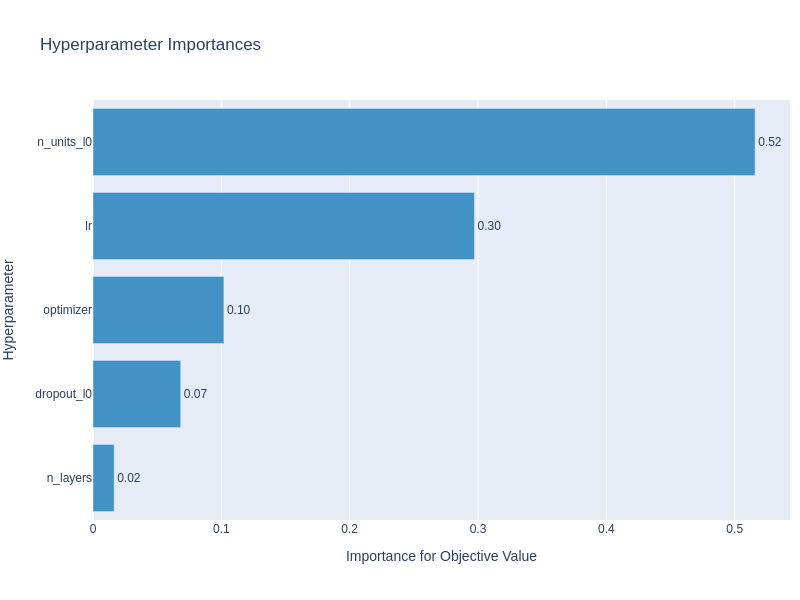 Hyperparameter Importances
n_units_l0
0.52
lr
0.30
optimizer
0.10
dropout_l0
0.07
n_layers
0.02
0 0.1 0.2 0.3 0.4 0.5
Importance for Objective Value
Hyperparameter